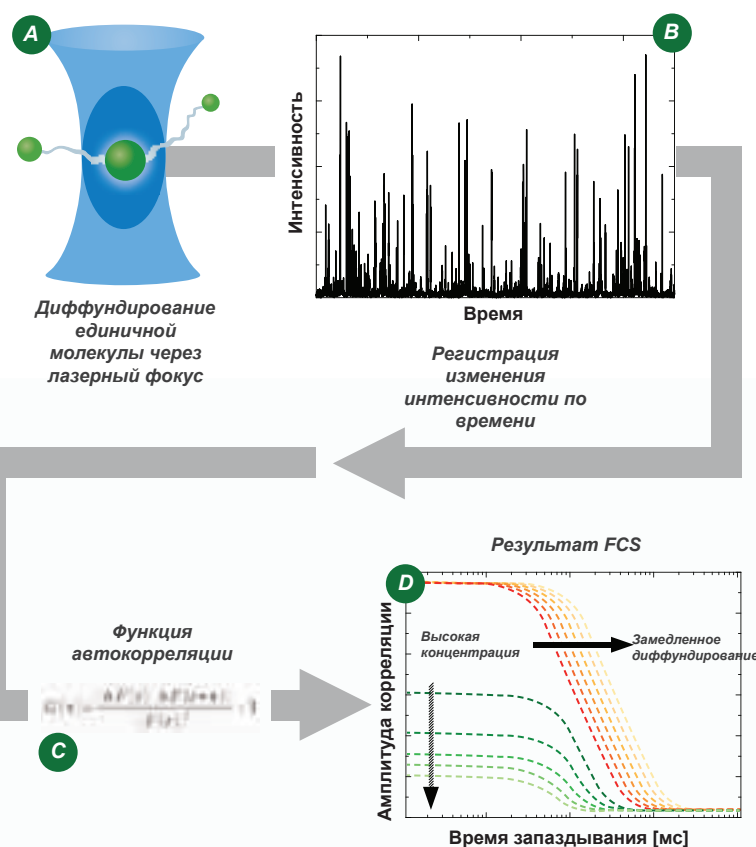 A
B
Интенсивность
Время
Диффундирование
единичной
молекулы через
лазерный фокус
Регистрация
изменения
интенсивности по
времени
Результат FCS
D
Функция
автокорреляции
C
Амплитуда корреляции
Высокая
концентрация
Замедленное
диффундирование
Время запаздывания [мс]